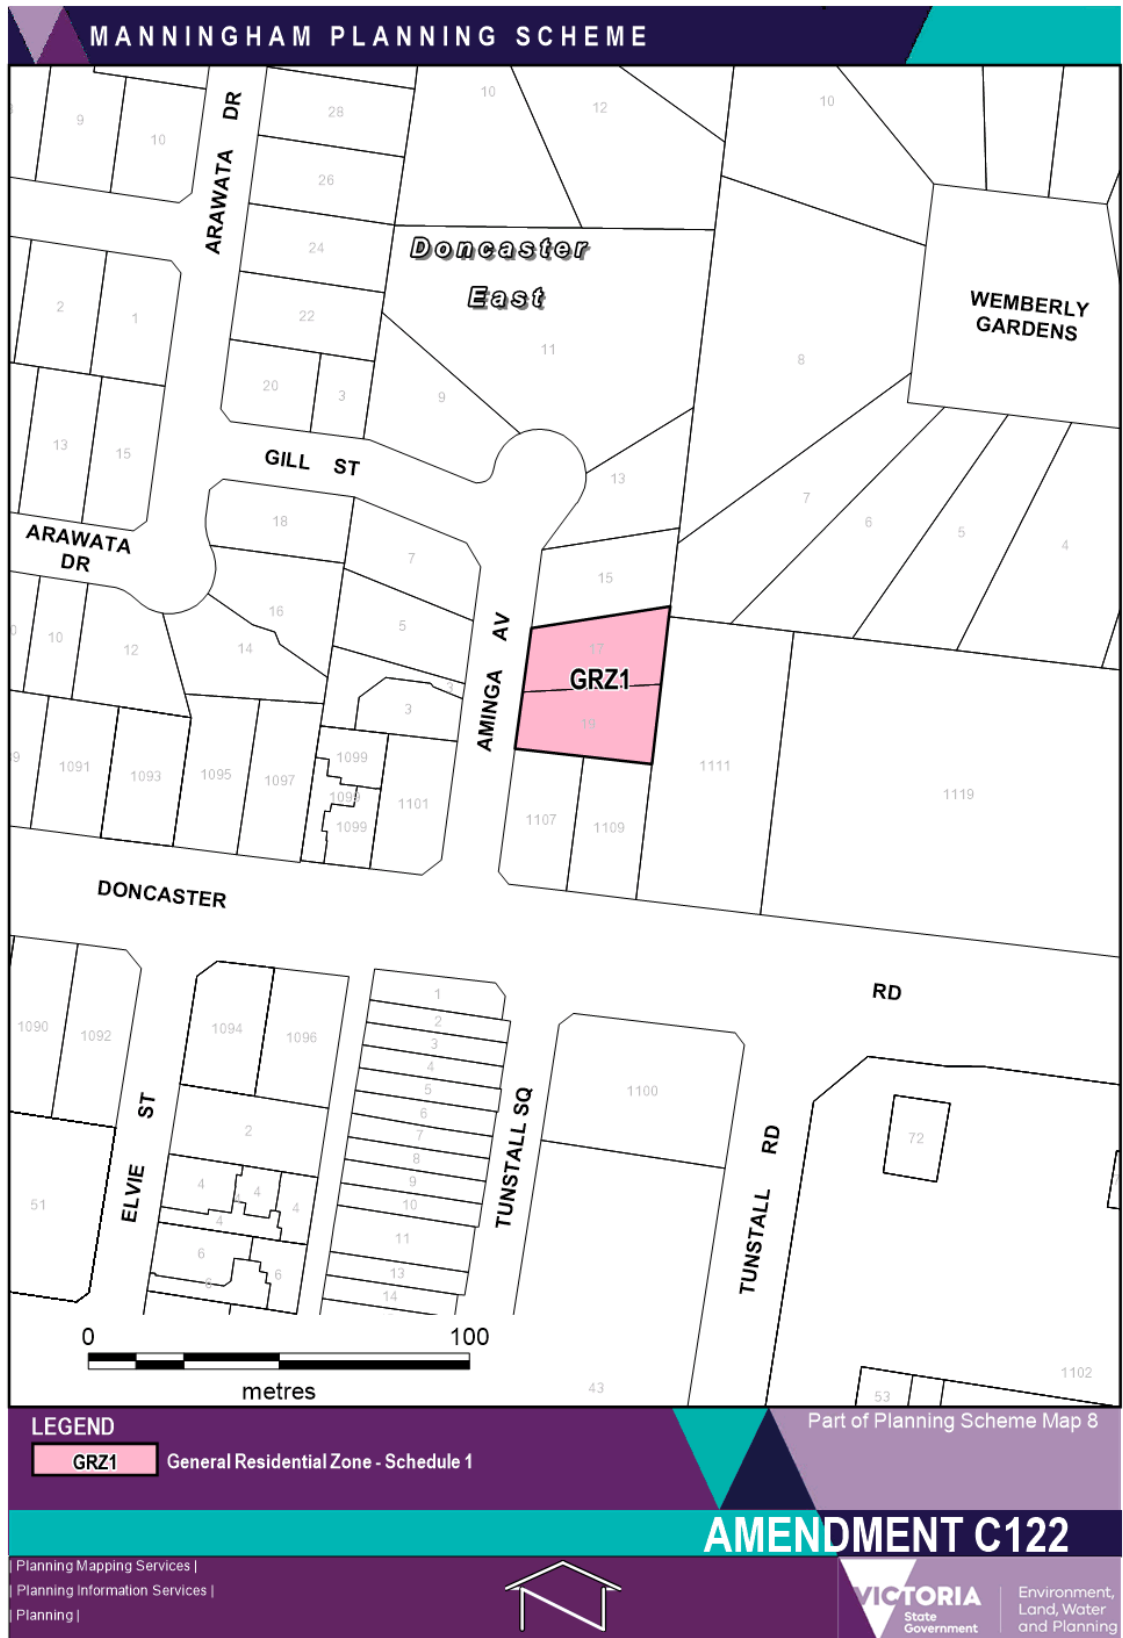 MANNINGHAM PLANNING SCHEME
9
10
ARAWATA DR
28
26
24
22
20
3
10
12
10
Doncaster
East
WEMBERLY
GARDENS
2
1
11
9
8
13
15
GILL ST
13
7
6
5
4
18
7
ARAWATA
DR
15
16
5
10
12
14
AMINGA AV
17
GRZ1
19
3
3
1091
1093
1095
1097
1099
1099
1099
1101
1107
1109
1111
1119
DONCASTER
RD
1090
1092
1094
1096
1
2
3
4
5
6
7
8
9
10
11
13
14
TUNSTALL SQ
1100
72
TUNSTALL RD
ELVIE ST
2
51
4
4
4
4
6
6
6
43
53
1102
0 100
metres
LEGEND
GRZ1 General Residential Zone - Schedule 1
Part of Planning Scheme Map 8
AMENDMENT C122
| Planning Mapping Services |
| Planning Information Services |
| Planning |
N
VICTORIA
State
Government
Environment,
Land, Water
and Planning